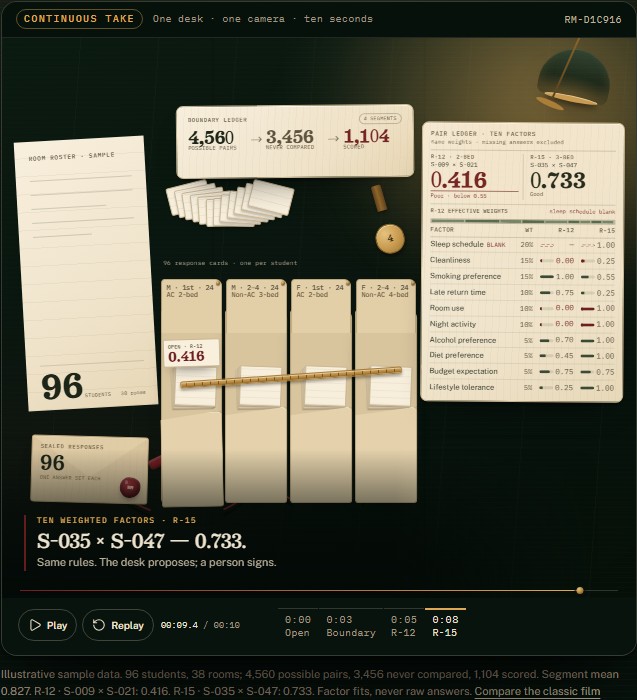 CONTINUOUS TAKE One desk · one camera · ten seconds RM-D1C916
ROOM ROSTER · SAMPLE
96 STUDENTS 38 rooms
SEALED RESPONSES
96
ONE ANSWER SET EACH
BOUNDARY LEDGER 4 SEGMENTS
4,560 → 3,456 → 1,104
POSSIBLE PAIRS NEVER COMPARED SCORED
4
96 response cards · one per student
M · 1st · 24
AC 2-bed
M · 2-4 · 24
Non-AC 3-bed
F · 1st · 24
AC 2-bed
F · 2-4 · 24
Non-AC 4-bed
OPEN · R-12
0.416
PAIR LEDGER · TEN FACTORS
Same weights · missing answers excluded
R-12 · 2-BED
S-009 × S-021
0.416
Poor · below 0.55
R-15 · 3-BED
S-035 × S-047
0.733
Good
R-12 EFFECTIVE WEIGHTS sleep schedule blank
FACTOR WT R-12 R-15
Sleep schedule BLANK 20% — 1.00
Cleanliness 15% 0.00 0.25
Smoking preference 15% 1.00 0.55
Late return time 10% 0.75 0.25
Room use 10% 0.00 1.00
Night activity 10% 0.00 1.00
Alcohol preference 5% 0.70 1.00
Diet preference 5% 0.45 1.00
Budget expectation 5% 0.75 0.75
Lifestyle tolerance 5% 0.25 1.00
TEN WEIGHTED FACTORS · R-15
S-035 × S-047 — 0.733.
Same rules. The desk proposes; a person signs.
Play Replay 00:09.4 / 00:10
0:00 0:03 0:05 0:08
Open Boundary R-12 R-15
Illustrative sample data. 96 students, 38 rooms; 4,560 possible pairs, 3,456 never compared, 1,104 scored. Segment mean
0.827. R-12 · S-009 × S-021: 0.416. R-15 · S-035 × S-047: 0.733. Factor fits, never raw answers. Compare the classic film